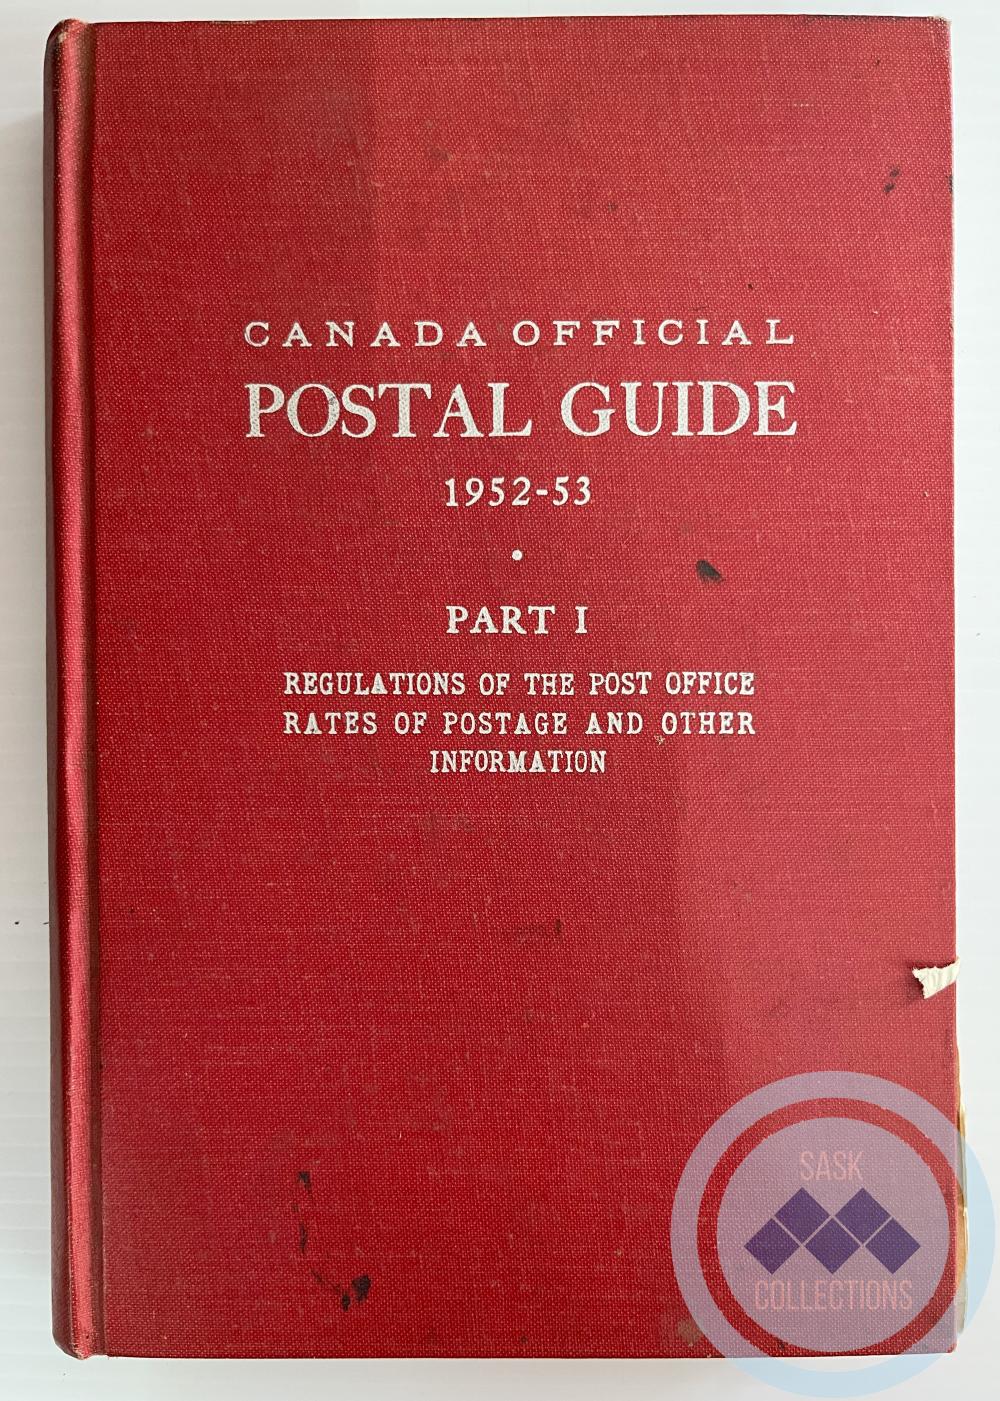 CANADA OFFICIAL
POSTAL GUIDE
1952-53
•
PART I
REGULATIONS OF THE POST OFFICE
RATES OF POSTAGE AND OTHER
INFORMATION
SASK
COLLECTIONS